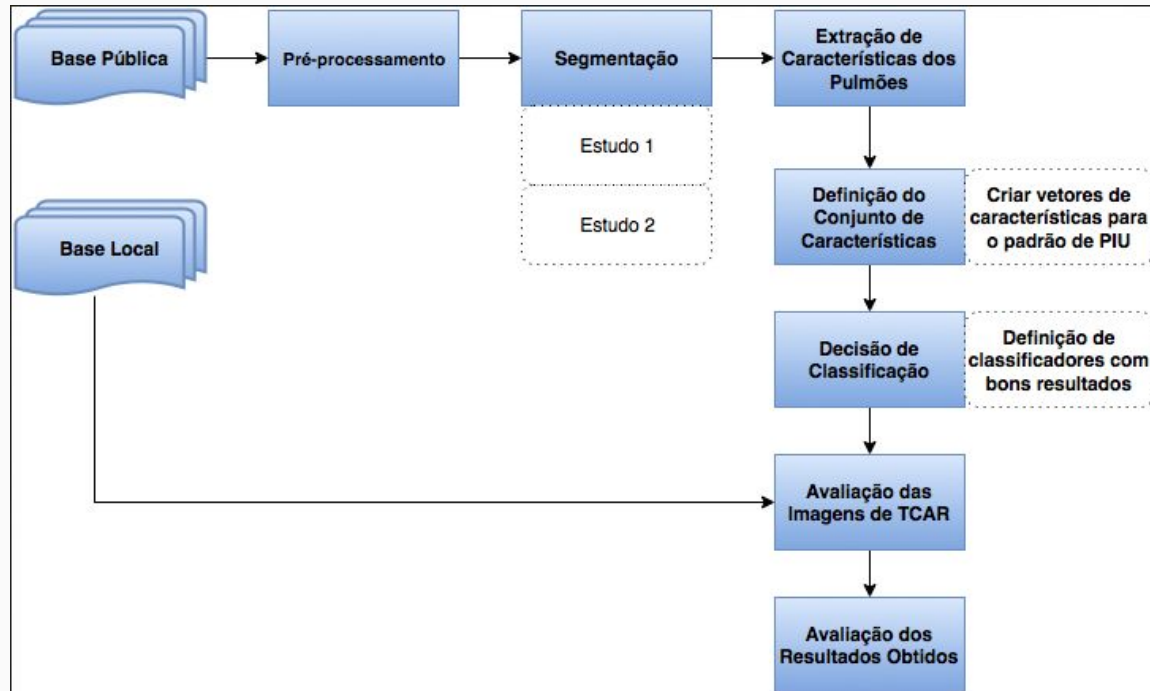 Base Pública
Pré-processamento
Segmentação
Extração de
Características dos
Pulmões
Estudo 1
Estudo 2
Base Local
Definição do
Conjunto de
Características
Criar vetores de
características para
o padrão de PIU
Decisão de
Classificação
Definição de
classificadores com
bons resultados
Avaliação das
Imagens de TCAR
Avaliação dos
Resultados Obtidos